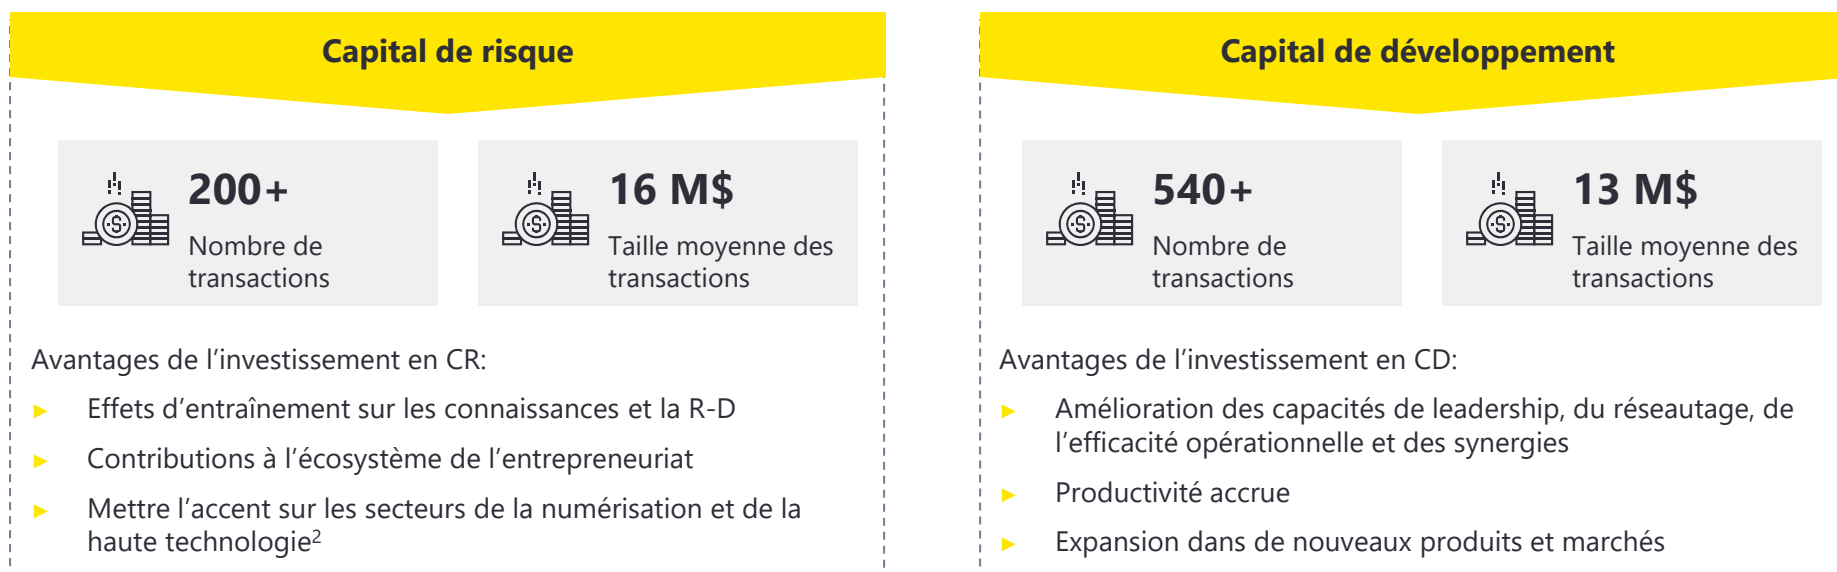 Capital de risque
200+
Nombre de
transactions
16 M$
Taille moyenne des
transactions
Avantages de l’investissement en CR:
► Effets d’entraînement sur les connaissances et la R-D
► Contributions à l’écosystème de l’entrepreneuriat
► Mettre l’accent sur les secteurs de la numérisation et de la
haute technologie²
Capital de développement
540+
Nombre de
transactions
13 M$
Taille moyenne des
transactions
Avantages de l’investissement en CD:
► Amélioration des capacités de leadership, du réseautage, de
l’efficacité opérationnelle et des synergies
► Productivité accrue
► Expansion dans de nouveaux produits et marchés